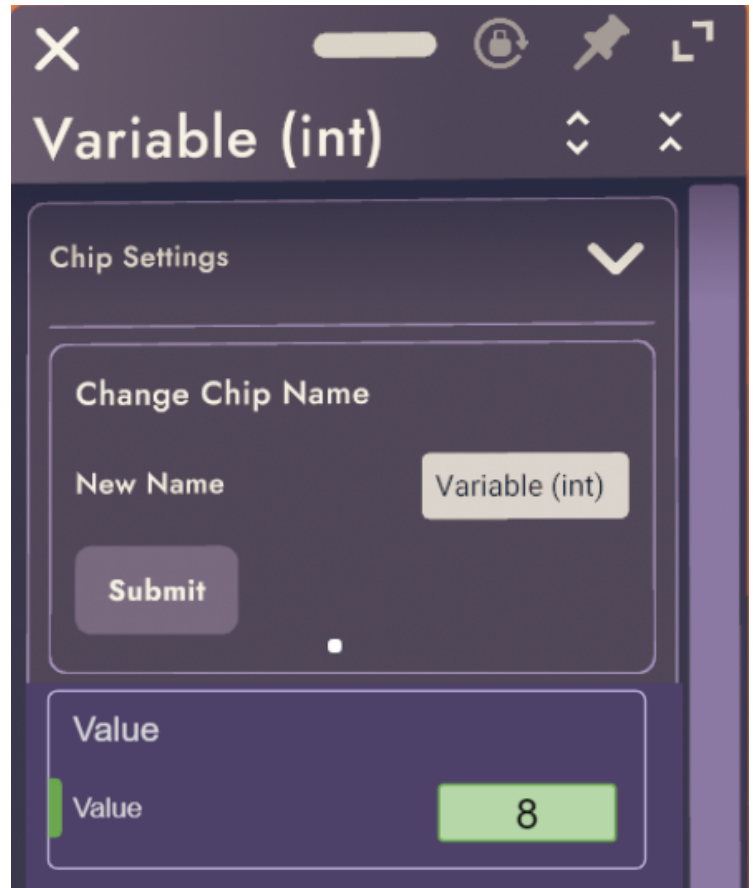 Variable (int)
Chip Settings
Change Chip Name
New Name
Variable (int)
Submit
Value
Value
8